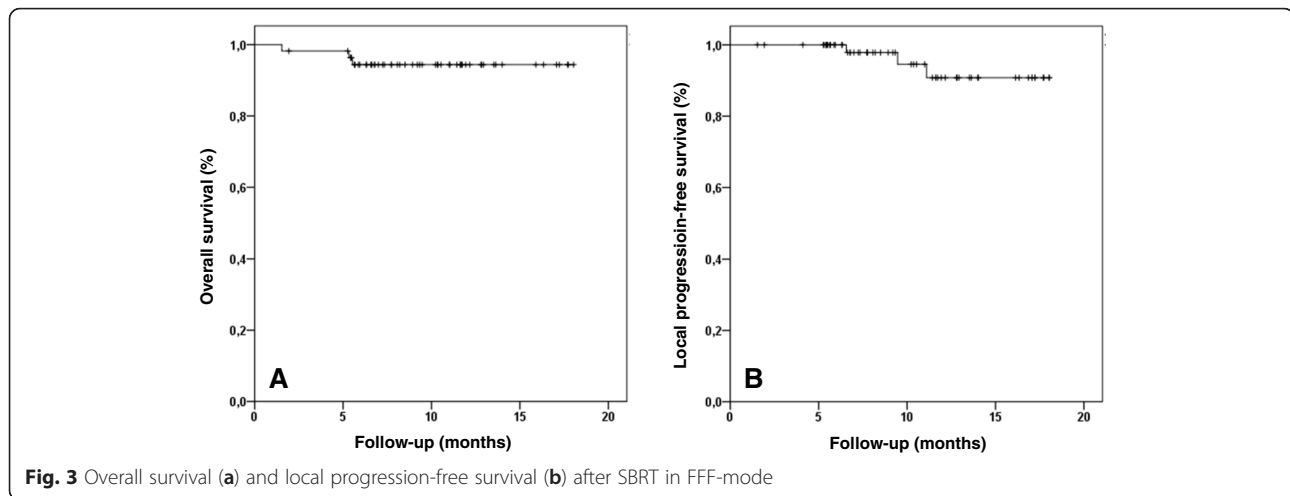 Overall survival (%)
1,0
0,8
0,6
0,4
0,2
0,0
A
0 5 10 15 20
Follow-up (months)
Local progressioin-free survival (%)
1,0
0,8
0,6
0,4
0,2
0,0
B
0 5 10 15 20
Follow-up (months)
Fig. 3 Overall survival (a) and local progression-free survival (b) after SBRT in FFF-mode